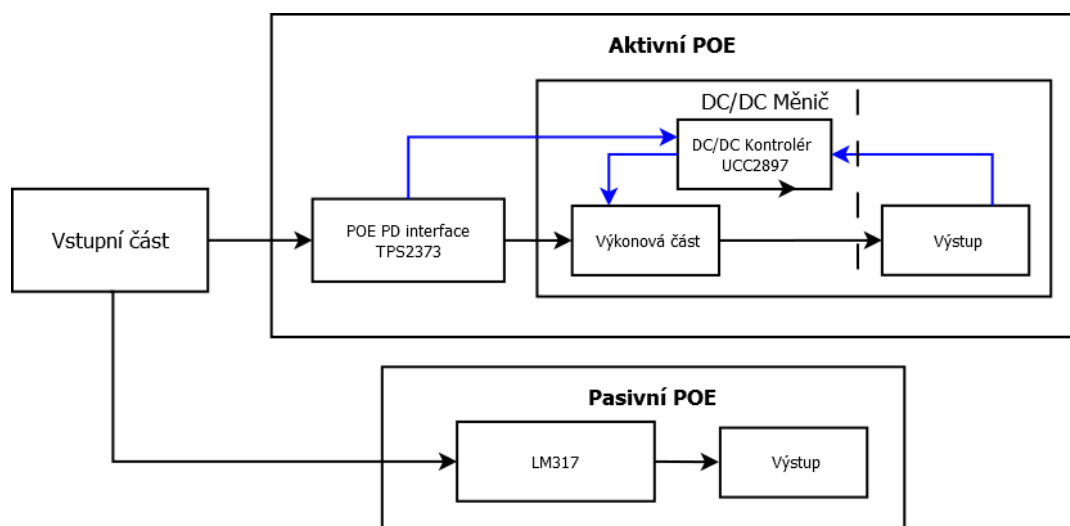 Aktivní POE
DC/DC Měnič
DC/DC Kontrolér
UCC2897
Vstupní část
POE PD interface
TPS2373
Výkonová část
Výstup
Pasivní POE
LM317
Výstup